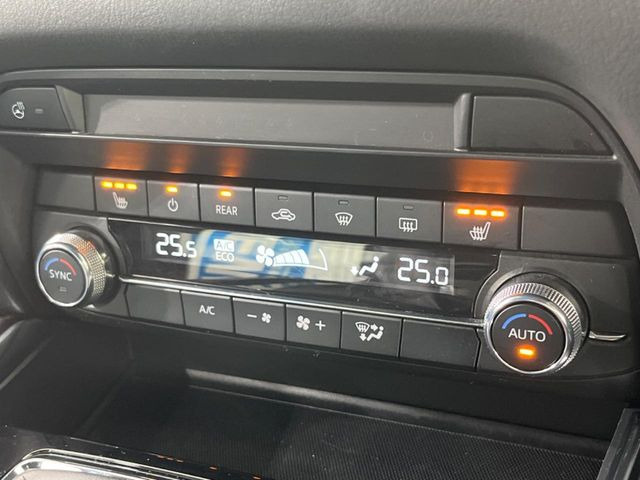 REAR
25.5
A/C
ECO
25.0
SYNC
A/C
AUTO